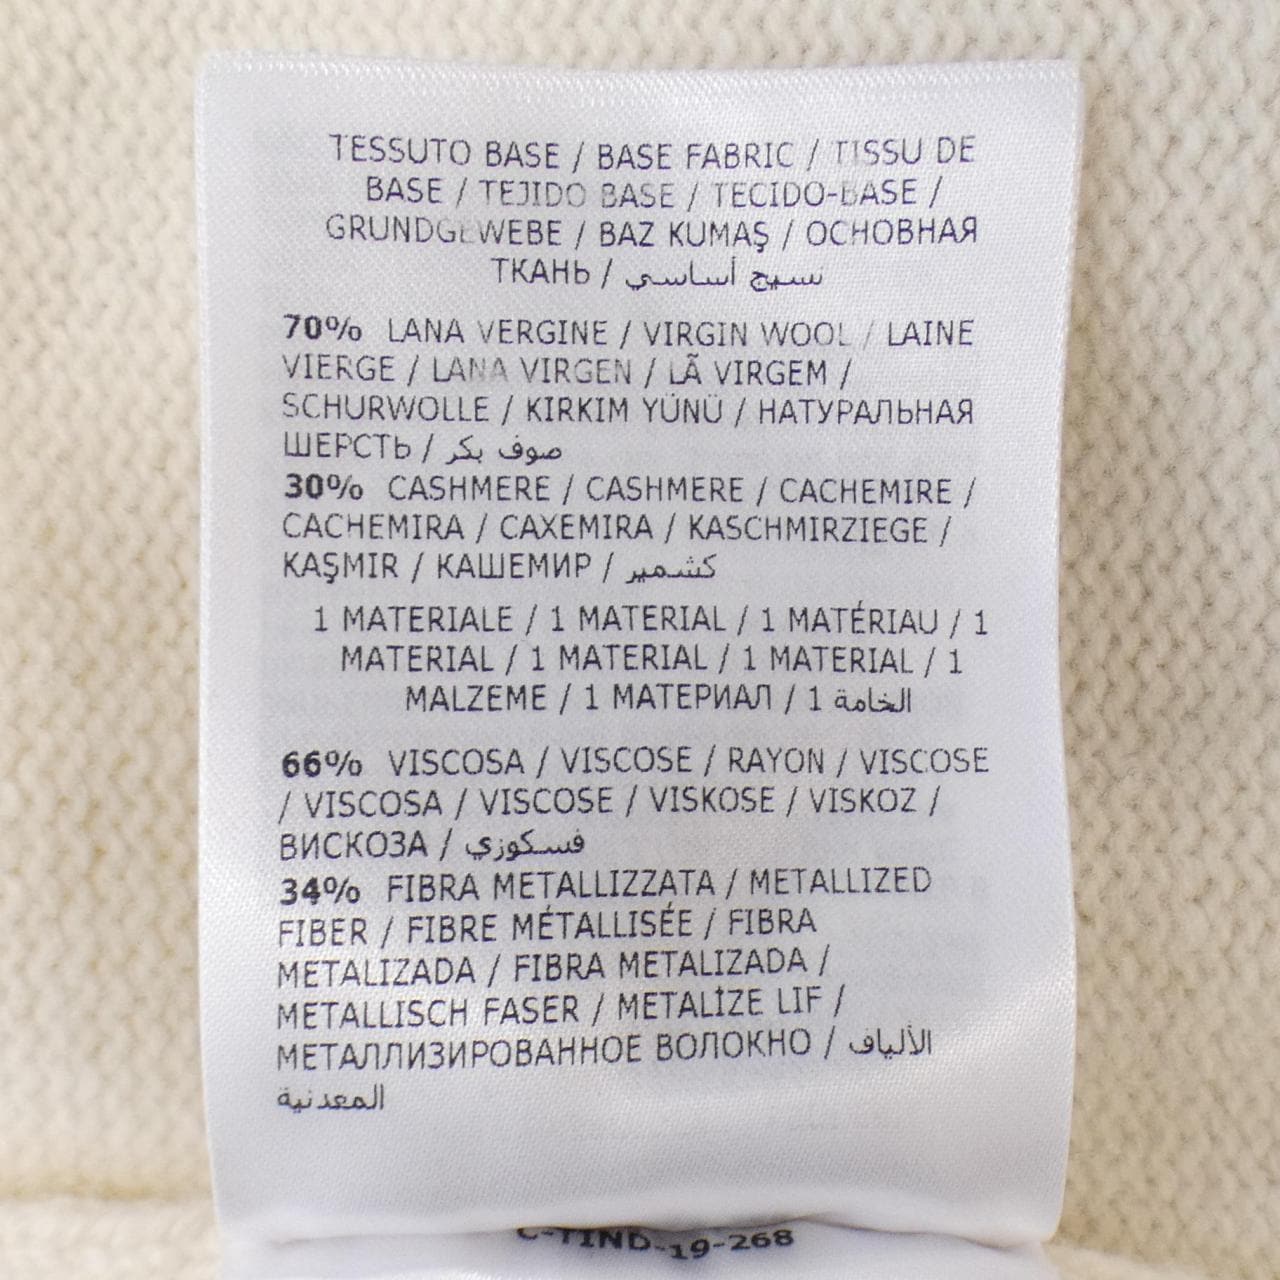 TESSUTO BASE / BASE FABRIC / TISSU DE
BASE / TEJIDO BASE / TECIDO-BASE /
GRUNDGEWEBE / BAZ KUMAŞ / ОСНОВНАЯ
ТКАНЬ / نسيج أساسي
70% LANA VERGINE / VIRGIN WOOL / LAINE
VIERGE / LANA VIRGEN / LÃ VIRGEM /
SCHURWOLLE / KIRKIM YÜNÜ / НАТУРАЛЬНАЯ
ШЕРСТЬ / صوف بكر
30% CASHMERE / CASHMERE / CACHEMIRE /
CACHEMIRA / CAXEMIRA / KASCHMIRZIEGE /
KAŞMIR / КАШЕМИР / كشمير
1 MATERIALE / 1 MATERIAL / 1 MATÉRIAU / 1
MATERIAL / 1 MATERIAL / 1 MATERIAL / 1
MALZEME / 1 МАТЕРИАЛ / 1 الخامة
66% VISCOSA / VISCOSE / RAYON / VISCOSE
/ VISCOSA / VISCOSE / VISKOSE / VISKOZ /
ВИСКОЗА / فسكوزي
34% FIBRA METALLIZZATA / METALLIZED
FIBER / FIBRE MÉTALLISÉE / FIBRA
METALIZADA / FIBRA METALIZADA /
METALLISCH FASER / METALİZE LIF /
МЕТАЛЛИЗИРОВАННОЕ ВОЛОКНО / الألياف
المعدنية
C-TIND-19-268